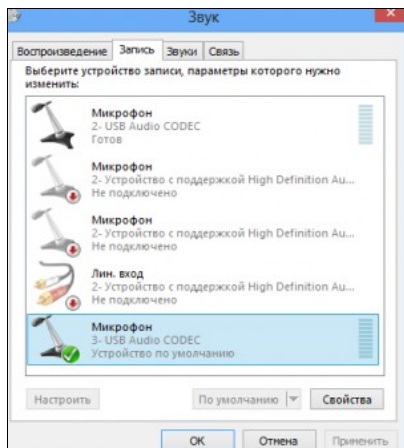 Звук
Воспроизведение Запись Звуки Связь
Выберите устройство записи, параметры которого нужно
изменить:
Микрофон
2- USB Audio CODEC
Готов
Микрофон
2- Устройство с поддержкой High Definition Au...
Не подключено
Микрофон
2- Устройство с поддержкой High Definition Au...
Не подключено
Лин. вход
2- Устройство с поддержкой High Definition Au...
Не подключено
Микрофон
3- USB Audio CODEC
Устройство по умолчанию
Настроить По умолчанию Свойства
ОК Отмена Применить